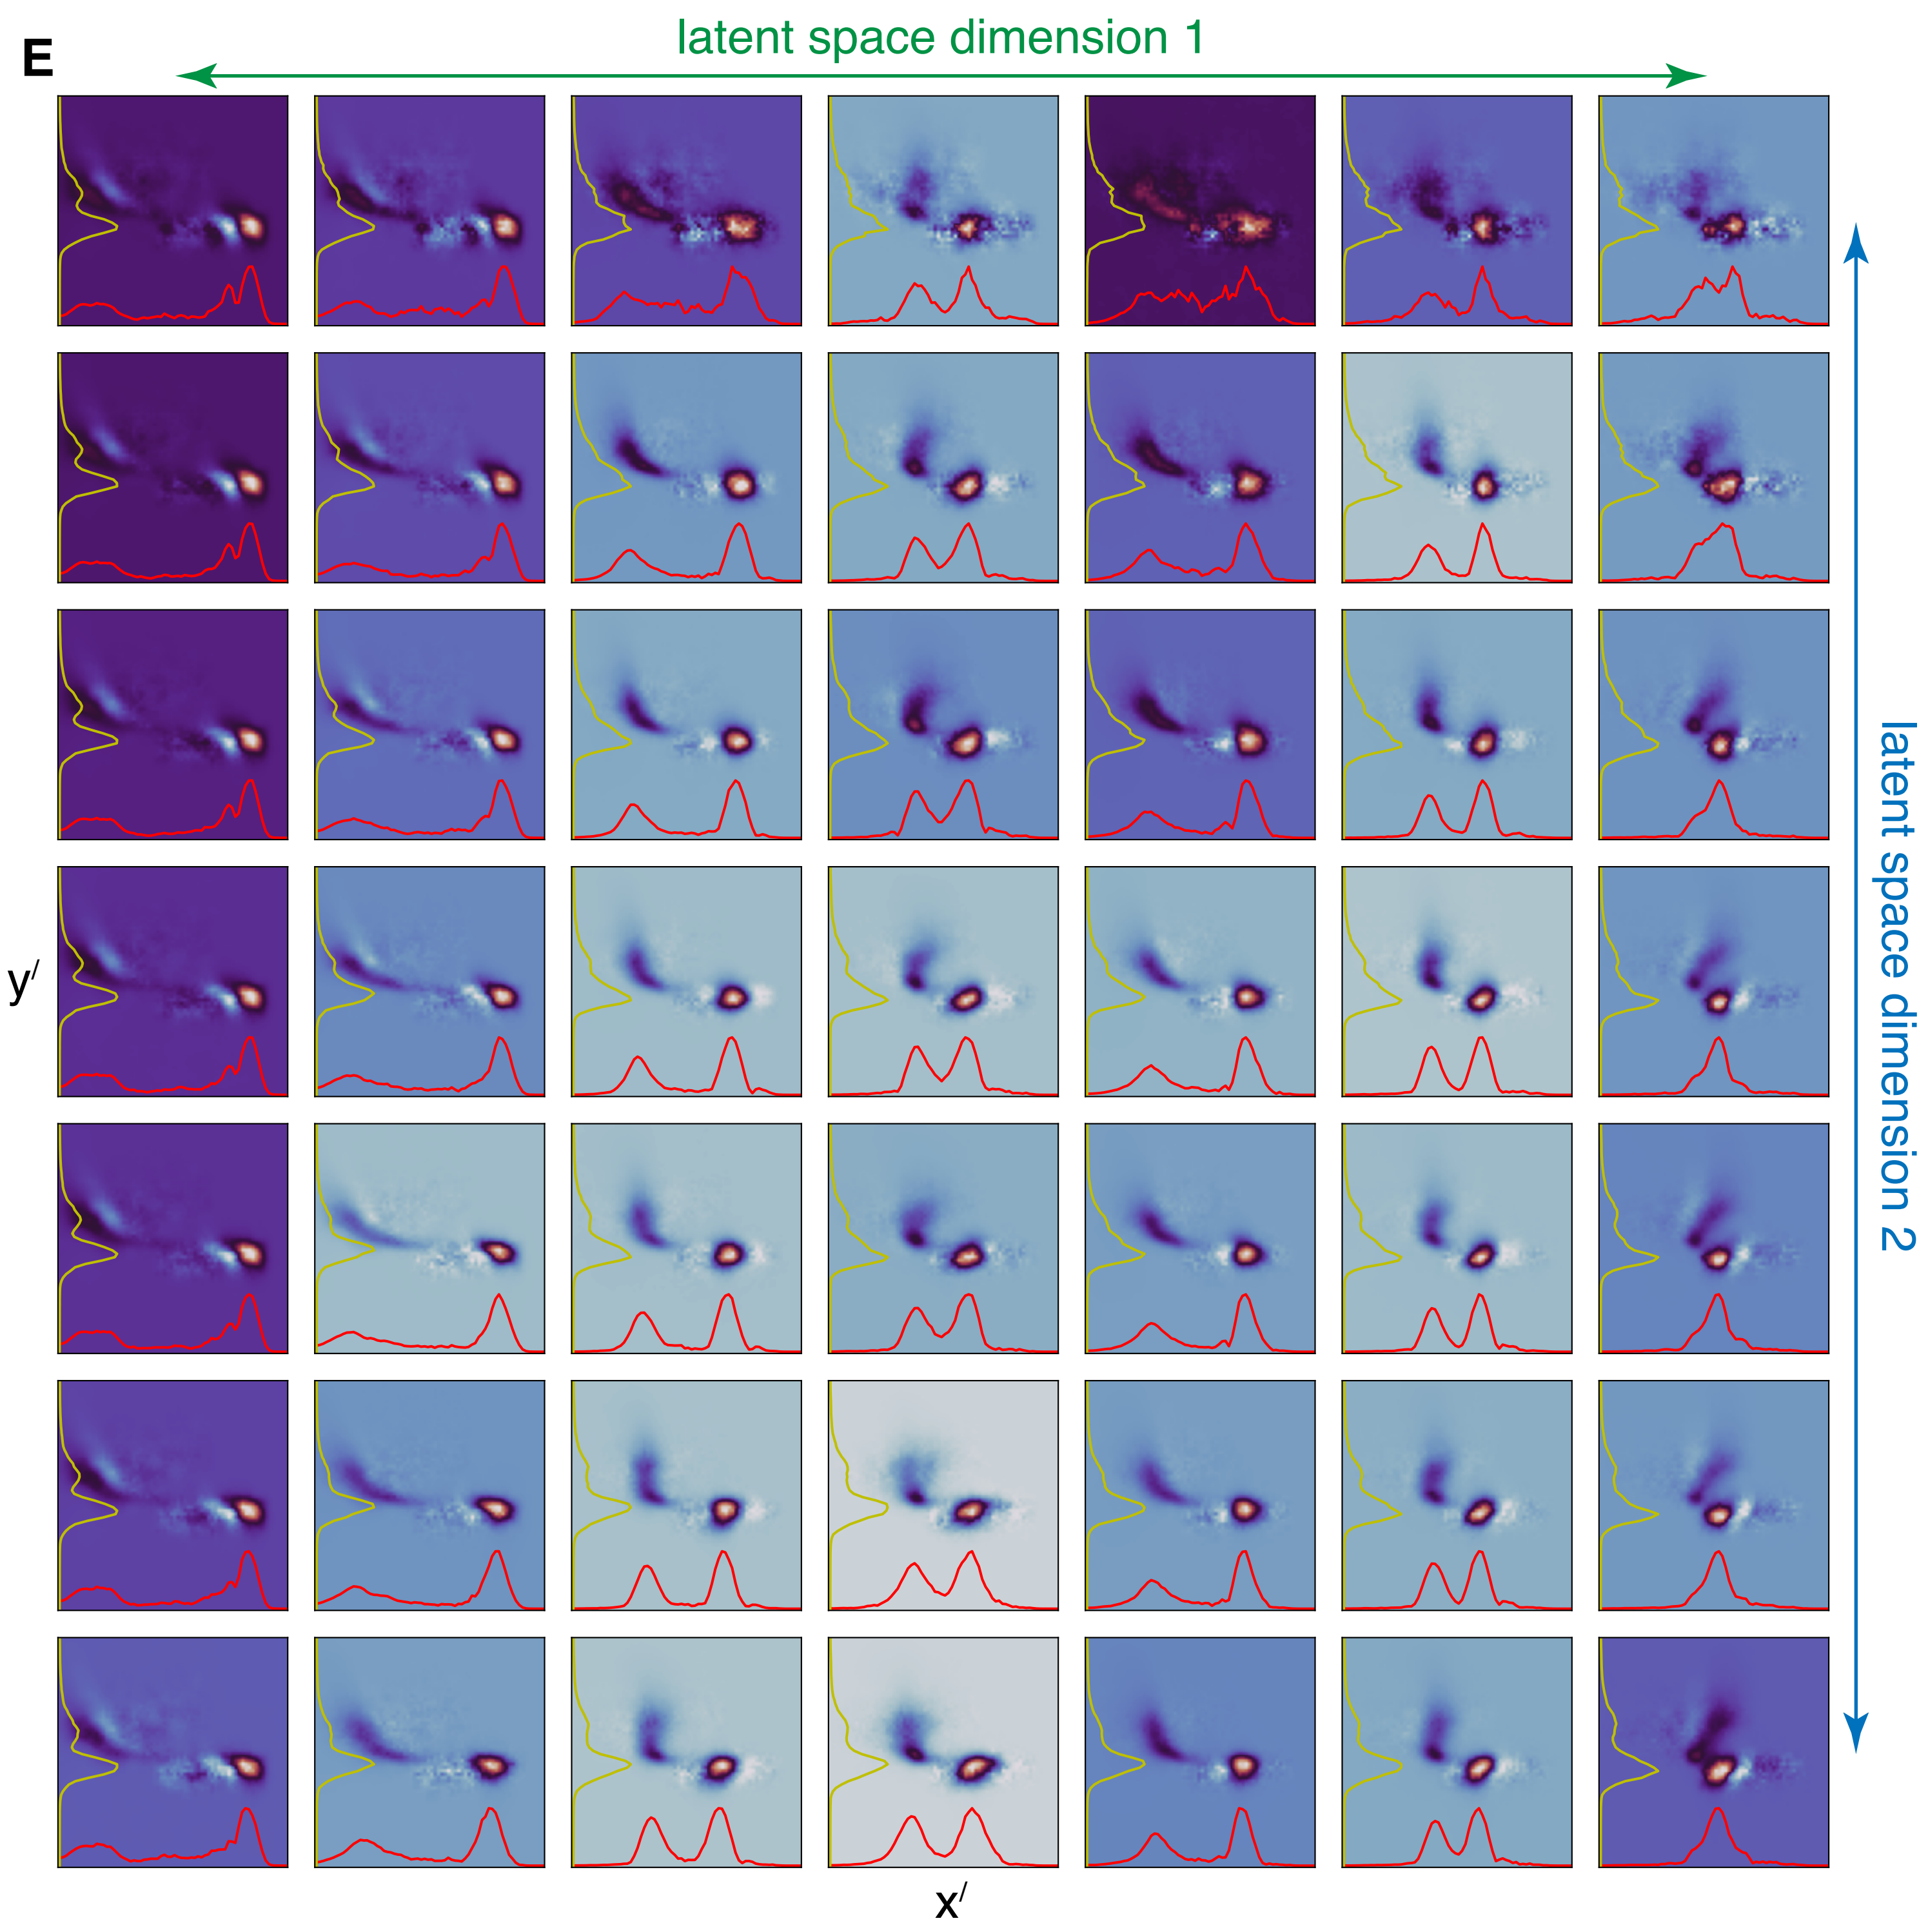 latent space dimension 1
E
latent space dimension 2
y′
x′